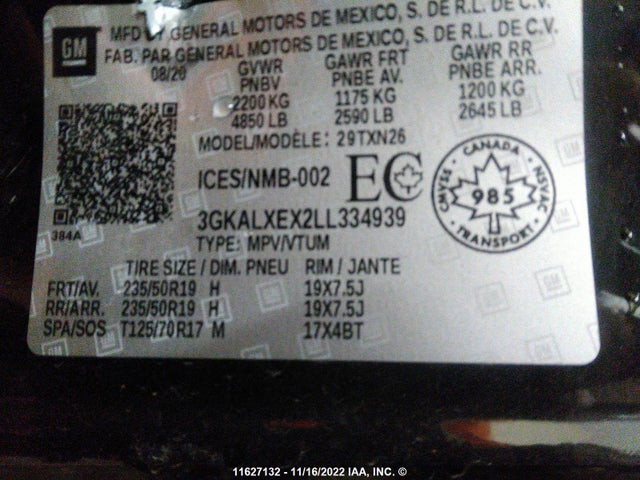 MFD BY GENERAL MOTORS DE MEXICO, S. DE R.L. DE C.V.
FAB. PAR GENERAL MOTORS DE MEXICO, S. DE R.L. DE C.V.
GM
08/20 GVWR GAWR FRT GAWR RR
PNBV PNBE AV. PNBE ARR.
2200 KG 1175 KG 1200 KG
4850 LB 2590 LB 2645 LB
MODEL/MODÈLE: 29TXN26
ICES/NMB-002 EC
CANADA
CMVSS 985 NSVAC
TRANSPORT
3GKALXEX2LL334939
J84A
TYPE: MPV/VTUM
TIRE SIZE / DIM. PNEU RIM / JANTE
FRT/AV. 235/50R19 H 19X7.5J
RR/ARR. 235/50R19 H 19X7.5J
SPA/SOS T125/70R17 M 17X4BT
11627132 - 11/16/2022 IAA, INC. ©